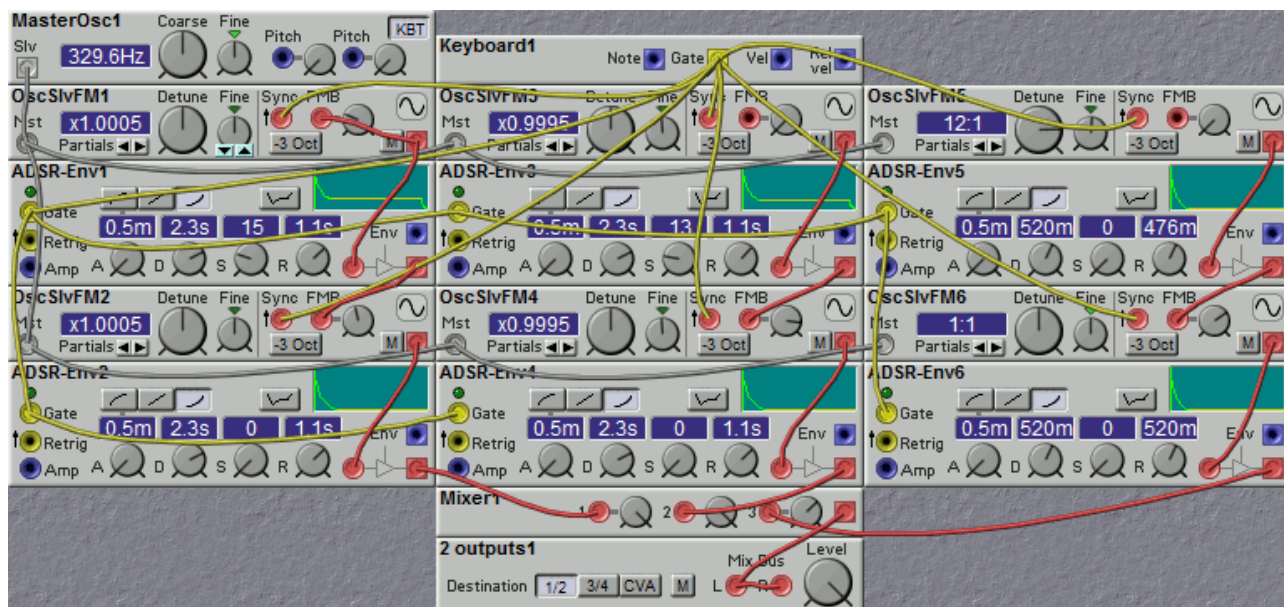 MasterOsc1 Coarse Fine Pitch Pitch KBT
Slv 329.6Hz
Keyboard1 Note Gate Vel Rel vel
OscSlvFM1 Detune Fine Sync FMB
Mst x1.0005
Partials -3 Oct M
OscSlvFM3 Detune Fine Sync FMB
Mst x0.9995
Partials -3 Oct M
OscSlvFM5 Detune Fine Sync FMB
Mst 12:1
Partials -3 Oct M
ADSR-Env1
Gate 0.5m 2.3s 15 1.1s Env
Retrig
Amp A D S R
ADSR-Env3
Gate 0.5m 2.3s 13 1.1s Env
Retrig
Amp A D S R
ADSR-Env5
Gate 0.5m 520m 0 476m Env
Retrig
Amp A D S R
OscSlvFM2 Detune Fine Sync FMB
Mst x1.0005
Partials -3 Oct M
OscSlvFM4 Detune Fine Sync FMB
Mst x0.9995
Partials -3 Oct M
OscSlvFM6 Detune Fine Sync FMB
Mst 1:1
Partials -3 Oct M
ADSR-Env2
Gate 0.5m 2.3s 0 1.1s Env
Retrig
Amp A D S R
ADSR-Env4
Gate 0.5m 2.3s 0 1.1s Env
Retrig
Amp A D S R
ADSR-Env6
Gate 0.5m 520m 0 520m Env
Retrig
Amp A D S R
Mixer1 1 2 3
2 outputs1 Mix Bus Level
Destination 1/2 3/4 CVA M L R